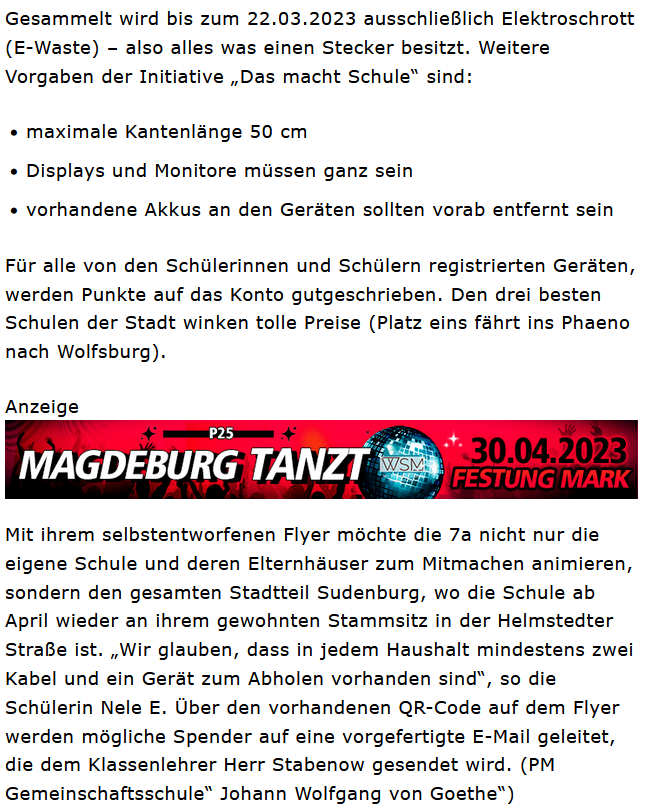 Gesammelt wird bis zum 22.03.2023 ausschließlich Elektroschrott
(E-Waste) – also alles was einen Stecker besitzt. Weitere
Vorgaben der Initiative „Das macht Schule“ sind:
• maximale Kantenlänge 50 cm
• Displays und Monitore müssen ganz sein
• vorhandene Akkus an den Geräten sollten vorab entfernt sein
Für alle von den Schülerinnen und Schülern registrierten Geräten,
werden Punkte auf das Konto gutgeschrieben. Den drei besten
Schulen der Stadt winken tolle Preise (Platz eins fährt ins Phaeno
nach Wolfsburg).
Anzeige
P25
MAGDEBURG TANZT
WSM
30.04.2023
FESTUNG MARK
Mit ihrem selbstentworfenen Flyer möchte die 7a nicht nur die
eigene Schule und deren Elternhäuser zum Mitmachen animieren,
sondern den gesamten Stadtteil Sudenburg, wo die Schule ab
April wieder an ihrem gewohnten Stammsitz in der Helmstedter
Straße ist. „Wir glauben, dass in jedem Haushalt mindestens zwei
Kabel und ein Gerät zum Abholen vorhanden sind“, so die
Schülerin Nele E. Über den vorhandenen QR-Code auf dem Flyer
werden mögliche Spender auf eine vorgefertigte E-Mail geleitet,
die dem Klassenlehrer Herr Stabenow gesendet wird. (PM
Gemeinschaftsschule“ Johann Wolfgang von Goethe“)